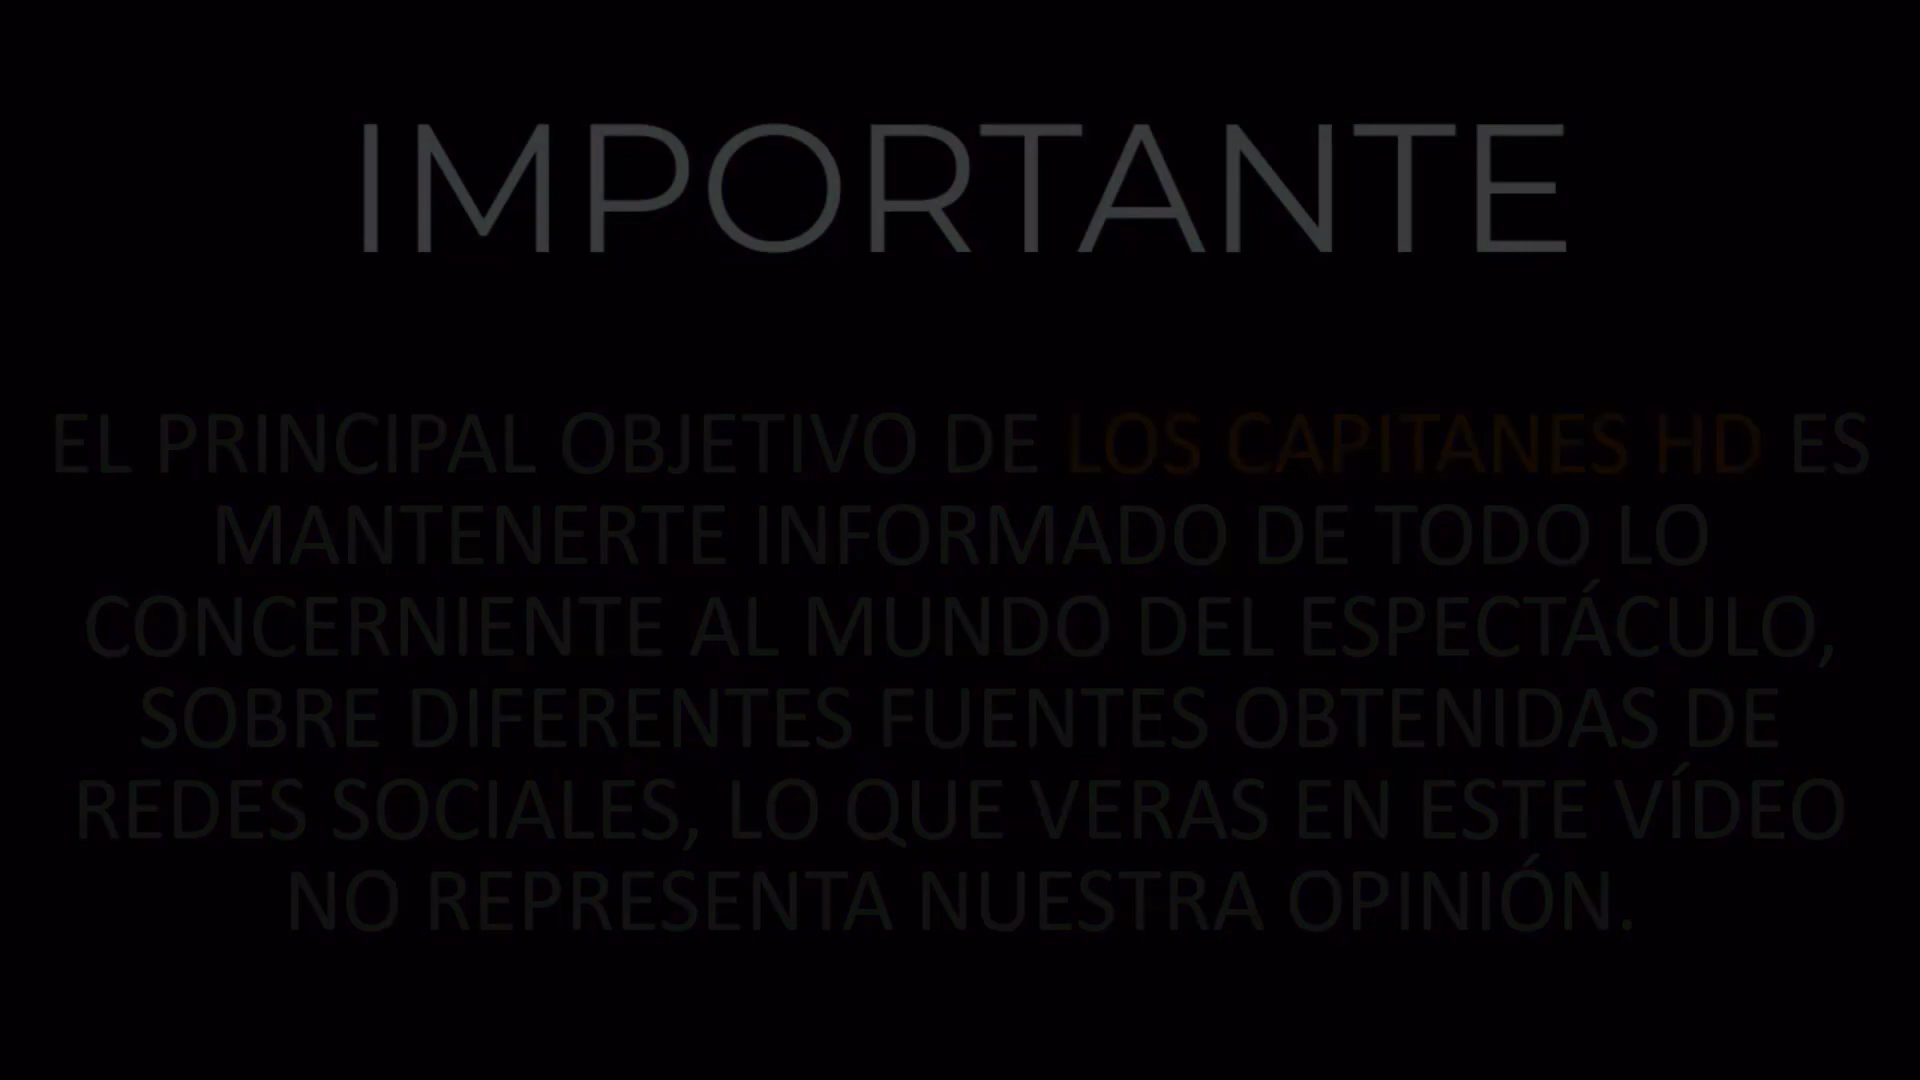 IMPORTANTE
EL PRINCIPAL OBJETIVO DE LOS CAPITANES HD ES
MANTENERTE INFORMADO DE TODO LO
CONCERNIENTE AL MUNDO DEL ESPECTÁCULO,
SOBRE DIFERENTES FUENTES OBTENIDAS DE
REDES SOCIALES, LO QUE VERAS EN ESTE VÍDEO
NO REPRESENTA NUESTRA OPINIÓN.